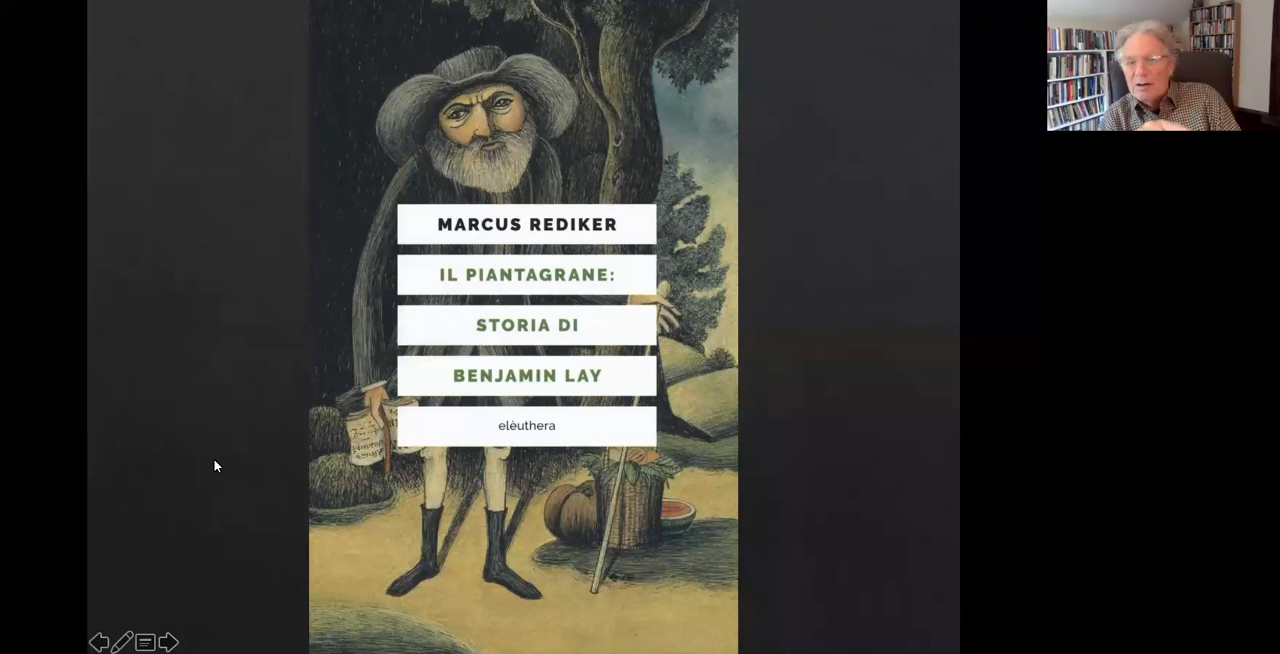 MARCUS REDIKER
IL PIANTAGRANE:
STORIA DI
BENJAMIN LAY
elèuthera